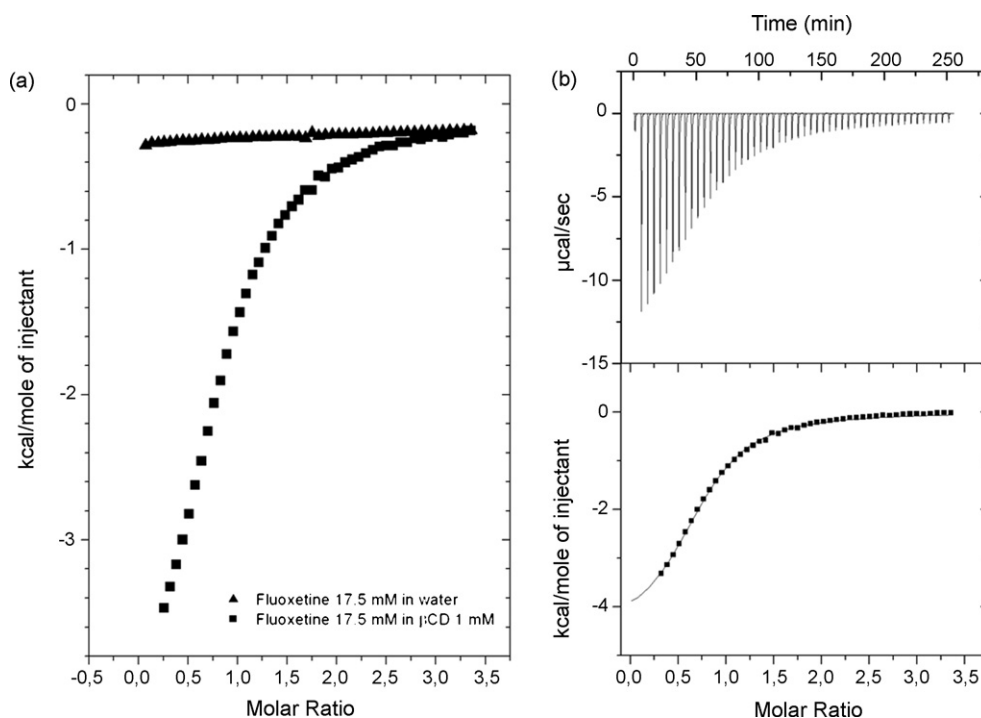 (a)
0
-1
-2
-3
kcal/mole of injectant
Fluoxetine 17.5 mM in water
Fluoxetine 17.5 mM in βCD 1 mM
-0,5 0,0 0,5 1,0 1,5 2,0 2,5 3,0 3,5
Molar Ratio
(b)
Time (min)
0 50 100 150 200 250
0
-5
-10
-15
µcal/sec
0
-2
-4
kcal/mole of injectant
0,0 0,5 1,0 1,5 2,0 2,5 3,0 3,5
Molar Ratio